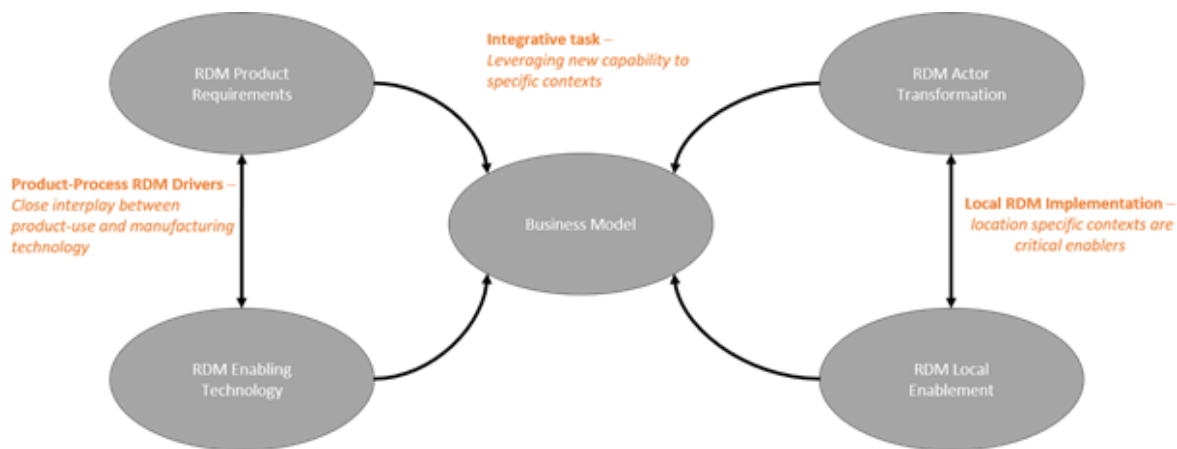 RDM Product
Requirements
Integrative task –
Leveraging new capability to
specific contexts
RDM Actor
Transformation
Product-Process RDM Drivers –
Close interplay between
product-use and manufacturing
technology
Business Model
Local RDM Implementation –
location specific contexts are
critical enablers
RDM Enabling
Technology
RDM Local
Enablement